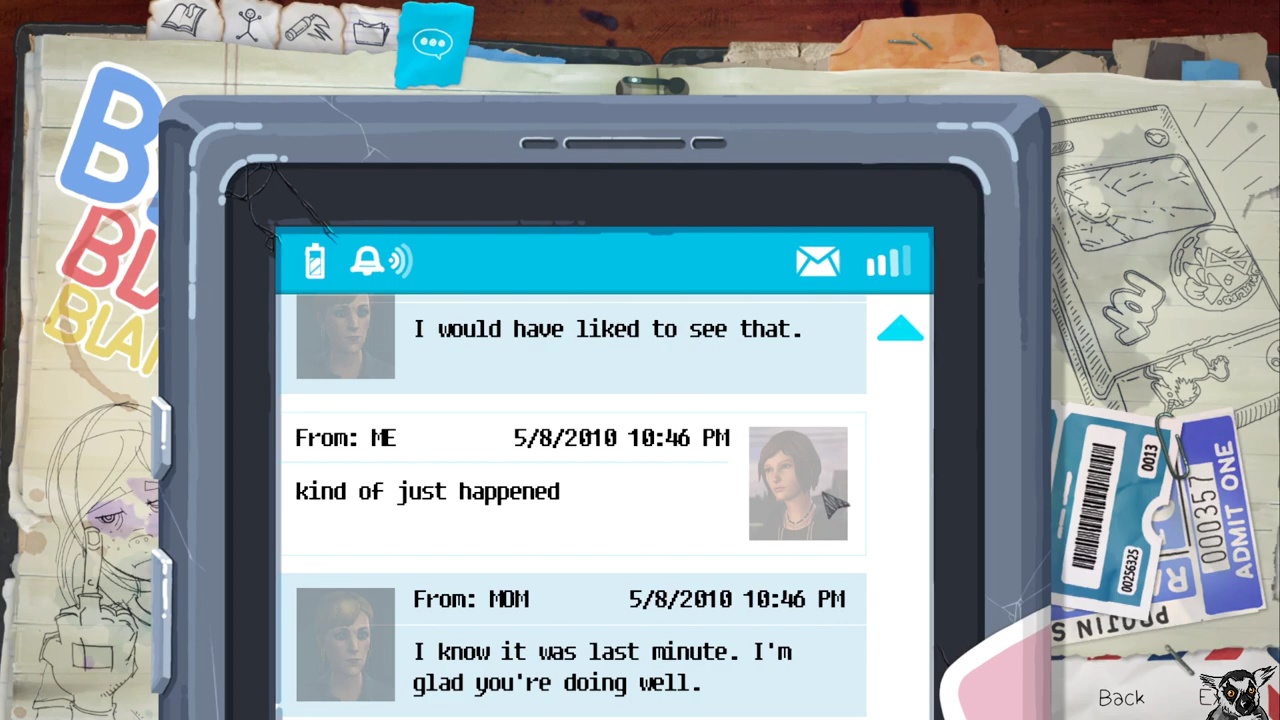 I would have liked to see that.
From: ME 5/8/2010 10:46 PM
kind of just happened
From: MOM 5/8/2010 10:46 PM
I know it was last minute. I'm
glad you're doing well.
0013
00256325
000357
ADMIT ONE
Back